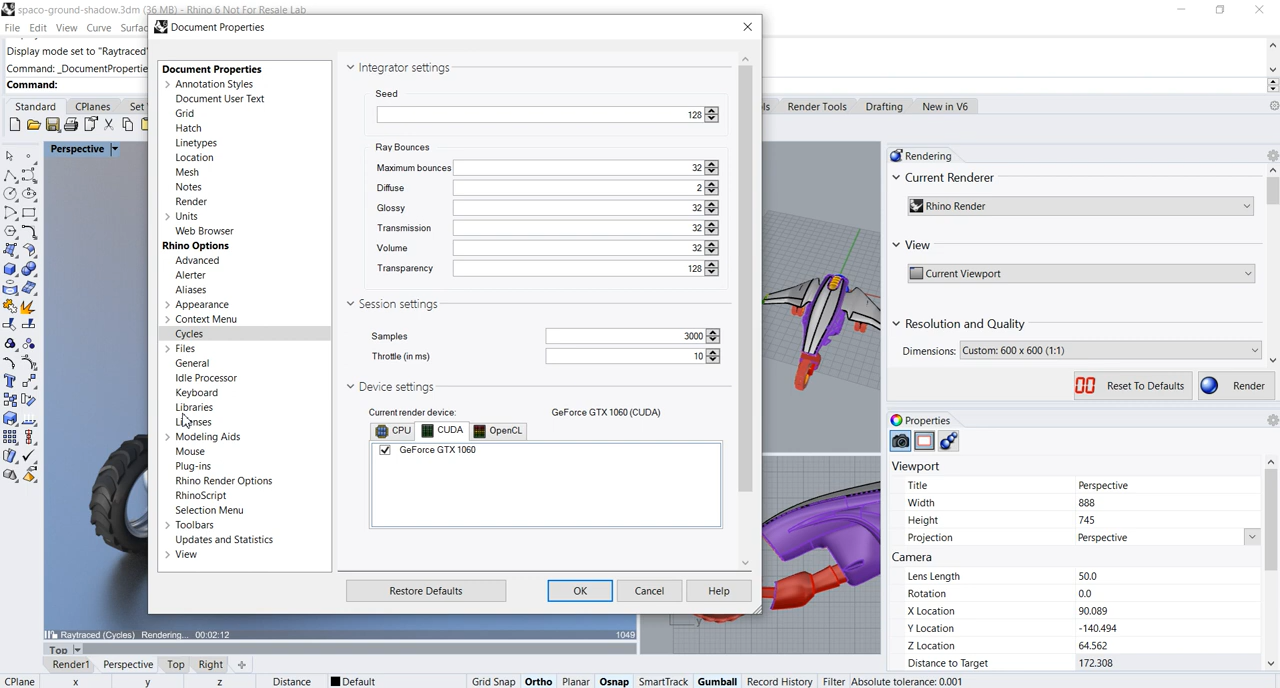 spaco-ground-shadow.3dm (36 MB) - Rhino 6 Not For Resale Lab
File Edit View Curve Surfac
Display mode set to "Raytraced"
Command: _DocumentPropertie
Command:
Standard CPlanes Set
ls Render Tools Drafting New in V6
Perspective
Document Properties
Document Properties
Annotation Styles
Document User Text
Grid
Hatch
Linetypes
Location
Mesh
Notes
Render
Units
Web Browser
Rhino Options
Advanced
Alerter
Aliases
Appearance
Context Menu
Cycles
Files
General
Idle Processor
Keyboard
Libraries
Licenses
Modeling Aids
Mouse
Plug-ins
Rhino Render Options
RhinoScript
Selection Menu
Toolbars
Updates and Statistics
View
Integrator settings
Seed
128
Ray Bounces
Maximum bounces 32
Diffuse 2
Glossy 32
Transmission 32
Volume 32
Transparency 128
Session settings
Samples 3000
Throttle (in ms) 10
Device settings
Current render device: GeForce GTX 1060 (CUDA)
CPU CUDA OpenCL
GeForce GTX 1060
Restore Defaults OK Cancel Help
Rendering
Current Renderer
Rhino Render
View
Current Viewport
Resolution and Quality
Dimensions: Custom: 600 x 600 (1:1)
Reset To Defaults Render
Properties
Viewport
Title Perspective
Width 888
Height 745
Projection Perspective
Camera
Lens Length 50.0
Rotation 0.0
X Location 90.089
Y Location -140.494
Z Location 64.562
Distance to Target 172.308
Raytraced (Cycles) Rendering... 00:02:12 1049
Top
Render1 Perspective Top Right
CPlane x y z Distance Default Grid Snap Ortho Planar Osnap SmartTrack Gumball Record History Filter Absolute tolerance: 0.001